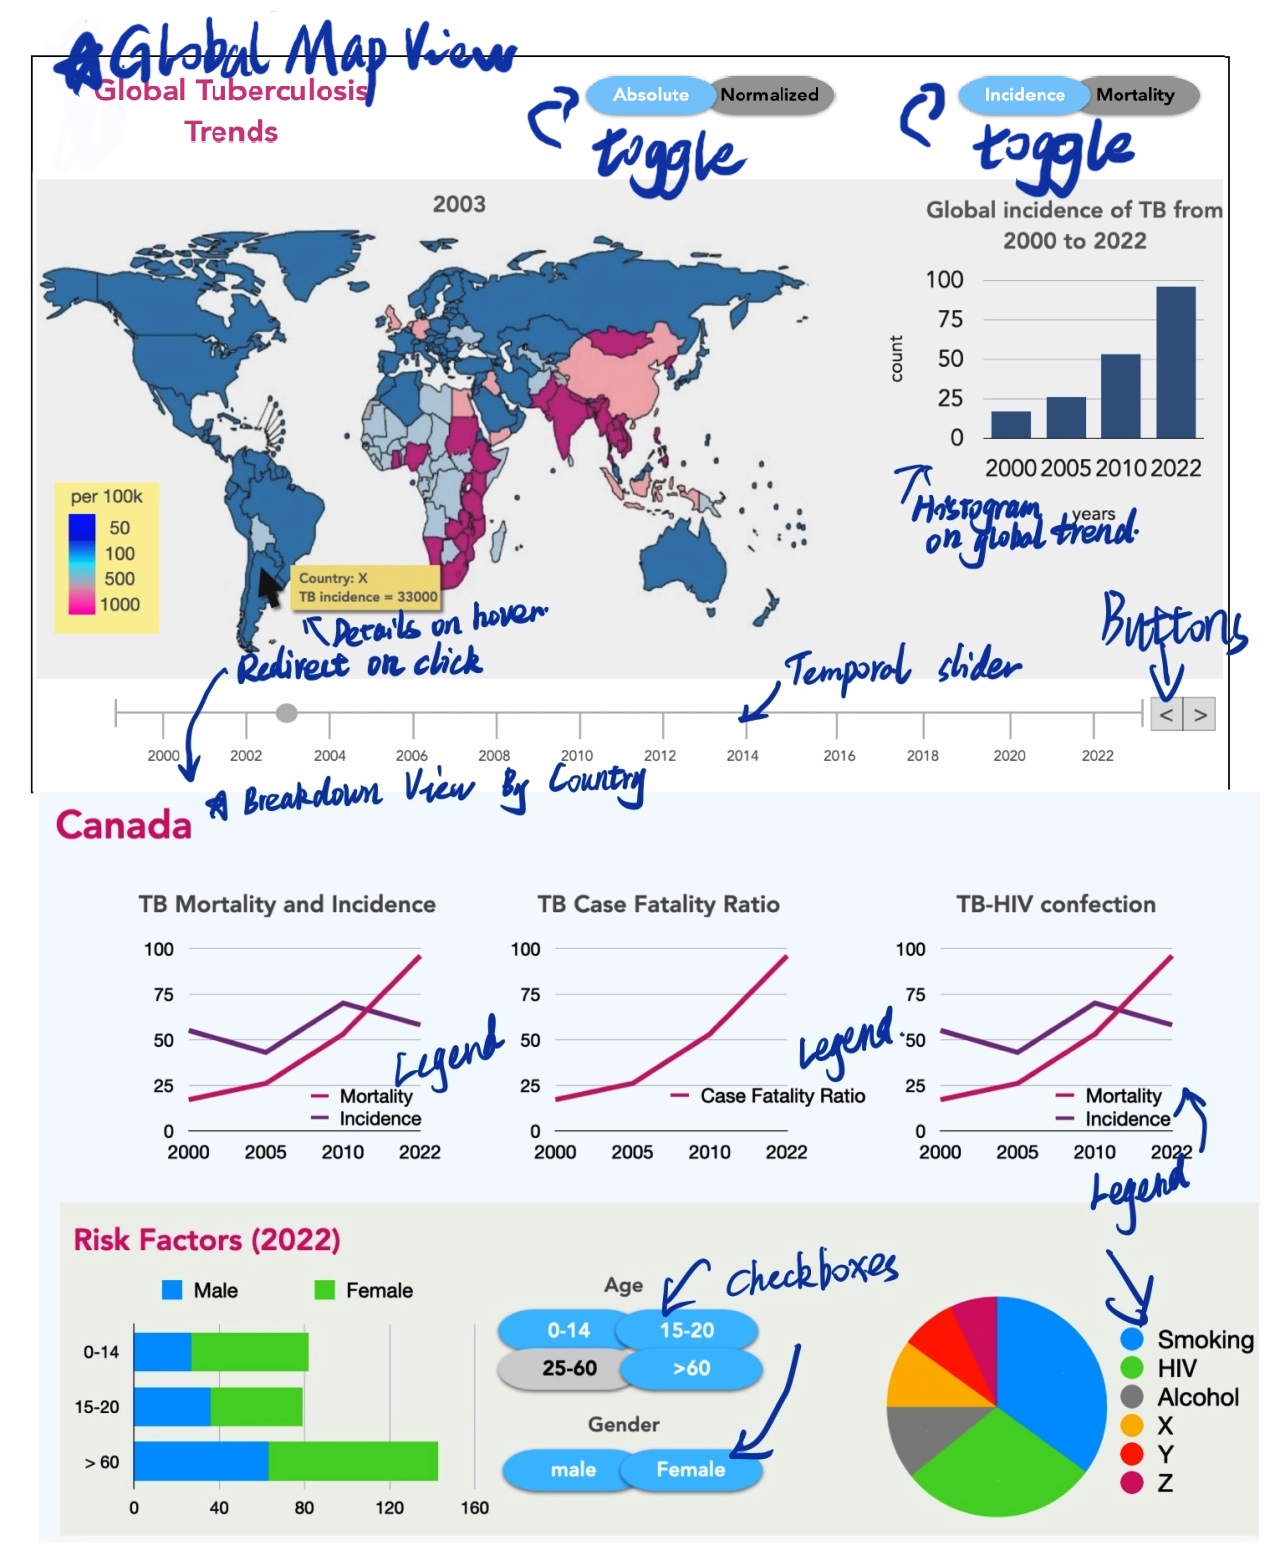 ☆ Global Map View
Global Tuberculosis
Trends
Absolute Normalized
toggle
Incidence Mortality
toggle
2003
Global incidence of TB from
2000 to 2022
100
75
50
25
0
count
2000 2005 2010 2022
years
Histogram
on global trend.
per 100k
50
100
500
1000
Country: X
TB incidence = 33000
Details on hover.
Redirect on click
Temporal slider
Buttons
< >
2000 2002 2004 2006 2008 2010 2012 2014 2016 2018 2020 2022
☆ Breakdown View By Country
Canada
TB Mortality and Incidence
100
75
50
25
0
2000 2005 2010 2022
Mortality
Incidence
Legend
TB Case Fatality Ratio
100
75
50
25
0
2000 2005 2010 2022
Case Fatality Ratio
Legend.
TB-HIV confection
100
75
50
25
0
2000 2005 2010 2022
Mortality
Incidence
Legend
Risk Factors (2022)
Male Female
0-14
15-20
> 60
0 40 80 120 160
Age
Checkboxes
0-14 15-20
25-60 >60
Gender
male Female
Smoking
HIV
Alcohol
X
Y
Z